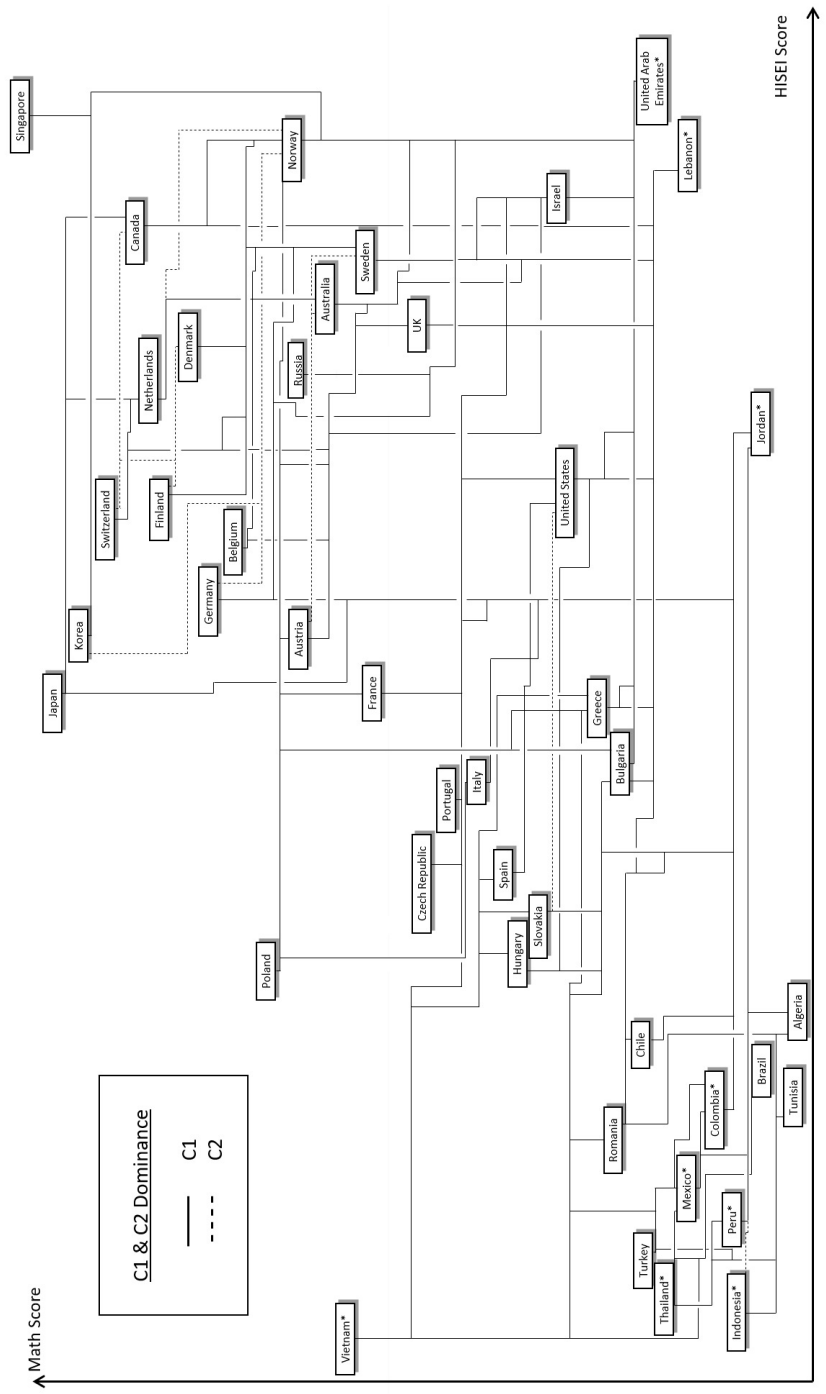 Math Score
HISEI Score
C1 & C2 Dominance
C1
C2
Singapore
Japan
Korea
Switzerland
Canada
Netherlands
Finland
Denmark
Germany
Belgium
Poland
Norway
Austria
Russia
Australia
Vietnam*
Sweden
France
UK
Czech Republic
Portugal
Italy
Spain
Hungary
Slovakia
Israel
United States
Greece
Romania
Bulgaria
Turkey
Chile
United Arab
Emirates*
Thailand*
Mexico*
Lebanon*
Colombia*
Peru*
Indonesia*
Brazil
Jordan*
Tunisia
Algeria